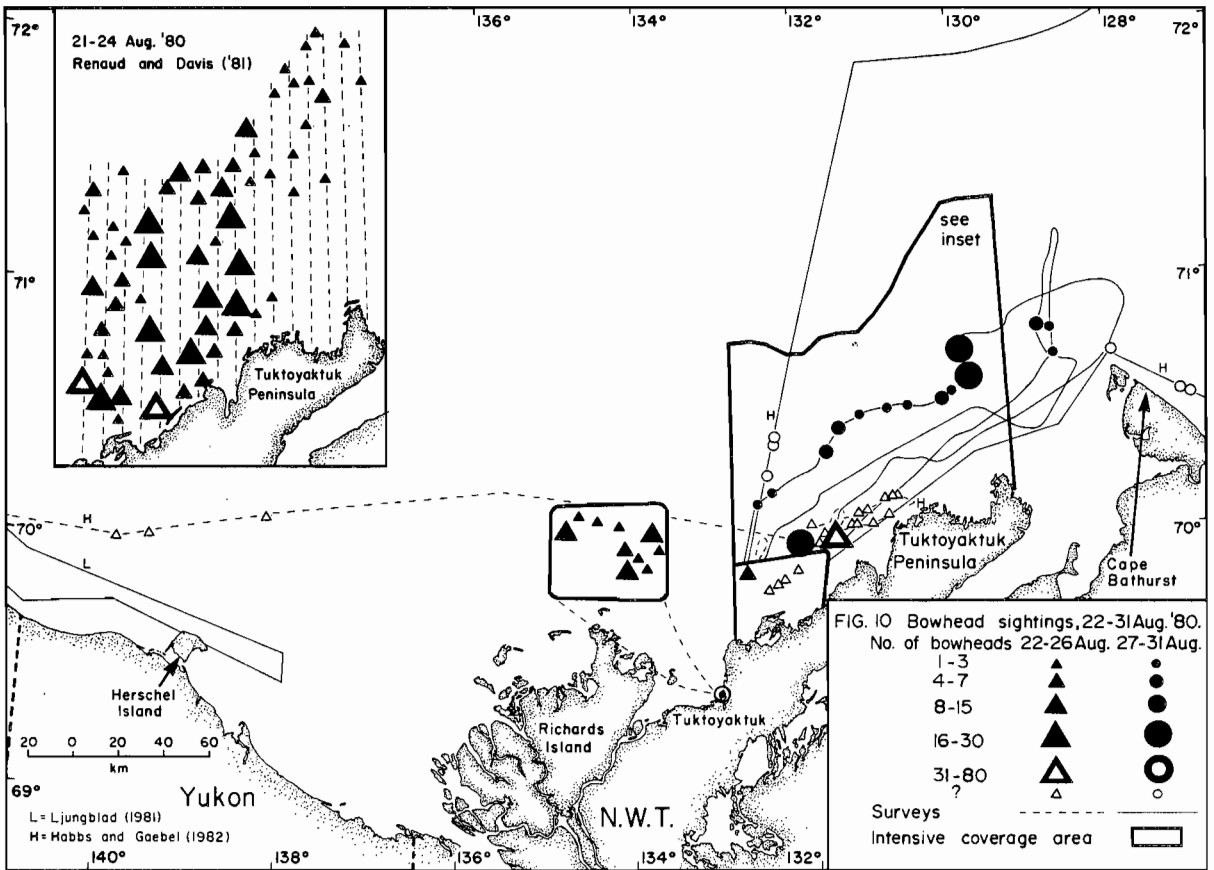 136°
134°
132°
130°
128°
72°
72°
21-24 Aug. '80
Renaud and Davis ('81)
Tuktoyaktuk
Peninsula
see
inset
71°
71°
H
H
H
H
L
70°
70°
Tuktoyaktuk
Peninsula
Cape
Bathurst
Herschel
Island
Richards
Island
Tuktoyaktuk
20 0 20 40 60
km
69°
Yukon
N.W.T.
L= Ljungblad (1981)
H= Hobbs and Goebel (1982)
140°
138°
136°
134°
132°
FIG. 10 Bowhead sightings, 22-31 Aug. '80.
No. of bowheads 22-26 Aug. 27-31 Aug.
1-3
4-7
8-15
16-30
31-80
?
Surveys
Intensive coverage area